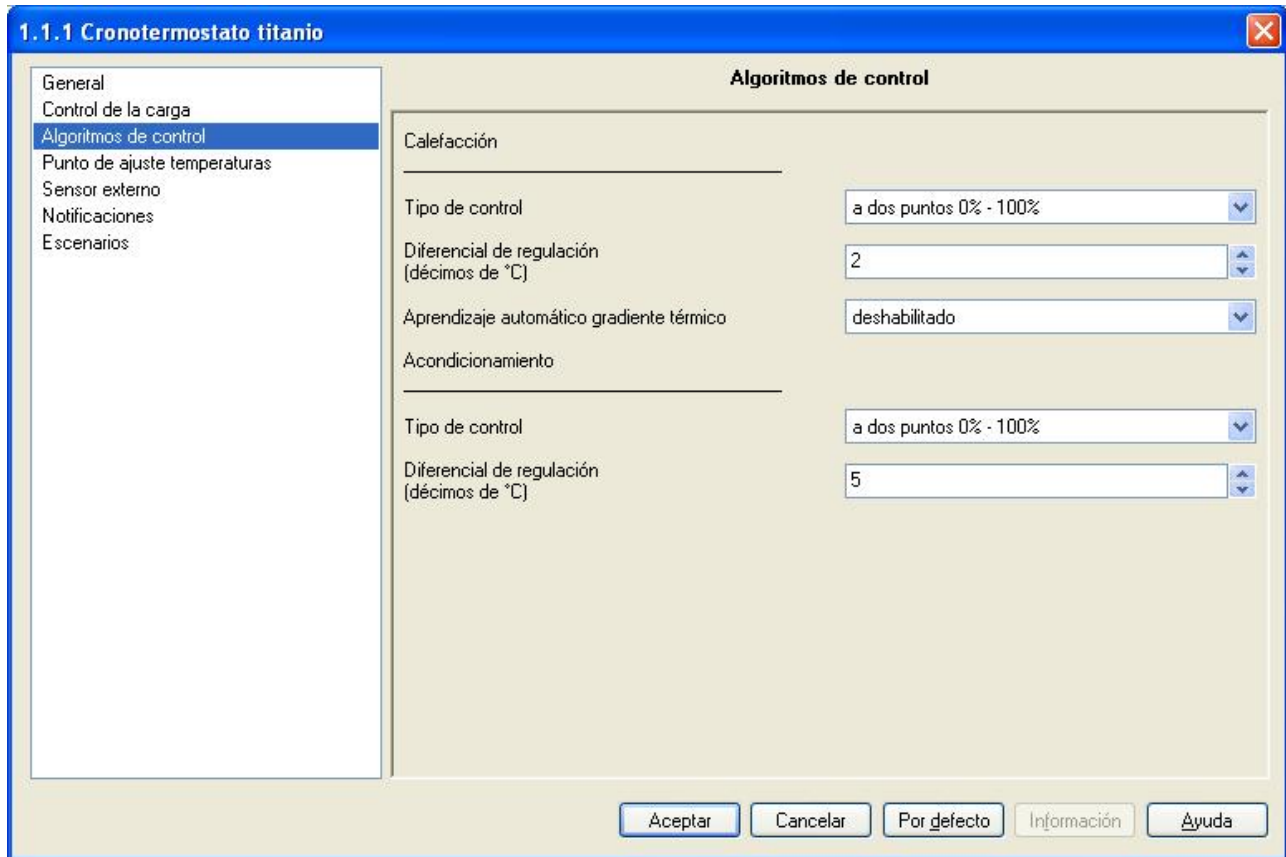 1.1.1 Cronotermostato titanio
General
Control de la carga
Algoritmos de control
Punto de ajuste temperaturas
Sensor externo
Notificaciones
Escenarios
Algoritmos de control
Calefacción
Tipo de control
a dos puntos 0% - 100%
Diferencial de regulación
(décimos de °C)
2
Aprendizaje automático gradiente térmico
deshabilitado
Acondicionamiento
Tipo de control
a dos puntos 0% - 100%
Diferencial de regulación
(décimos de °C)
5
Aceptar
Cancelar
Por defecto
Información
Ayuda